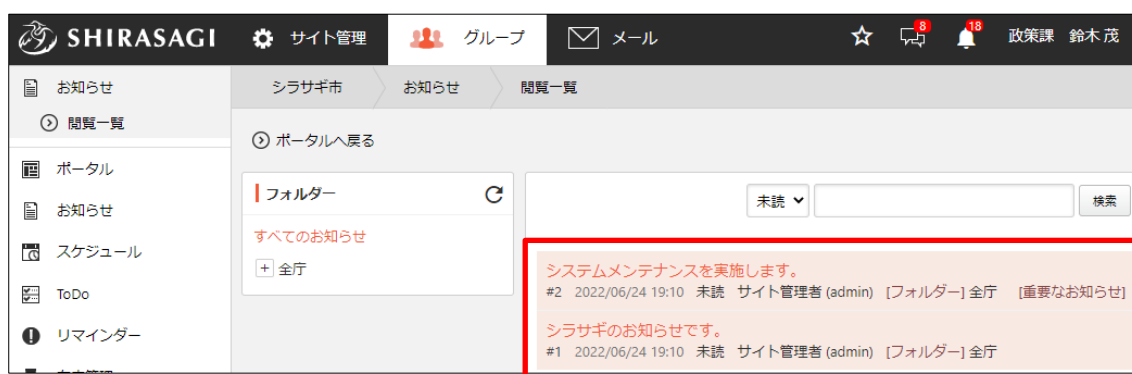 SHIRASAGI サイト管理 グループ メール 8 18 政策課 鈴木 茂
お知らせ
閲覧一覧
シラサギ市 お知らせ 閲覧一覧
ポータルへ戻る
ポータル
お知らせ
スケジュール
ToDo
リマインダー
フォルダー
すべてのお知らせ
+ 全庁
未読 検索
システムメンテナンスを実施します。
#2 2022/06/24 19:10 未読 サイト管理者 (admin) [フォルダー] 全庁 [重要なお知らせ]
シラサギのお知らせです。
#1 2022/06/24 19:10 未読 サイト管理者 (admin) [フォルダー] 全庁